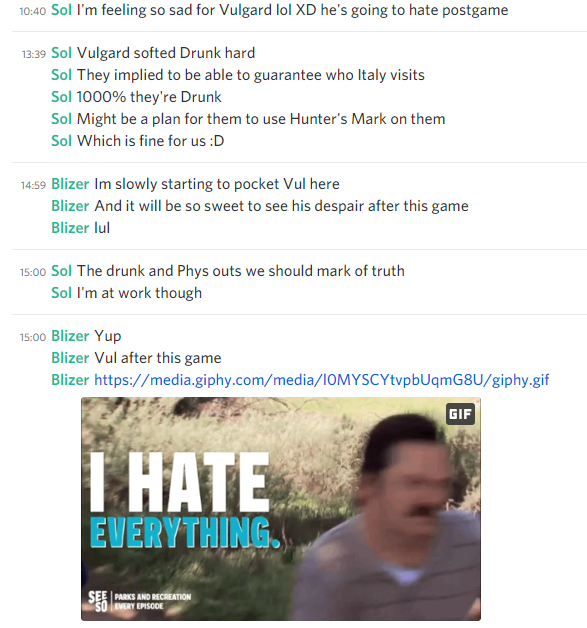 10:40 Sol I'm feeling so sad for Vulgard lol XD he's going to hate postgame
13:39 Sol Vulgard softed Drunk hard
Sol They implied to be able to guarantee who Italy visits
Sol 1000% they're Drunk
Sol Might be a plan for them to use Hunter's Mark on them
Sol Which is fine for us :D
14:59 Blizer Im slowly starting to pocket Vul here
Blizer And it will be so sweet to see his despair after this game
Blizer lul
15:00 Sol The drunk and Phys outs we should mark of truth
Sol I'm at work though
15:00 Blizer Yup
Blizer Vul after this game
Blizer https://media.giphy.com/media/l0MYSCYtvpbUqmG8U/giphy.gif
GIF
I HATE
EVERYTHING.
SEE
SO
PARKS AND RECREATION
EVERY EPISODE